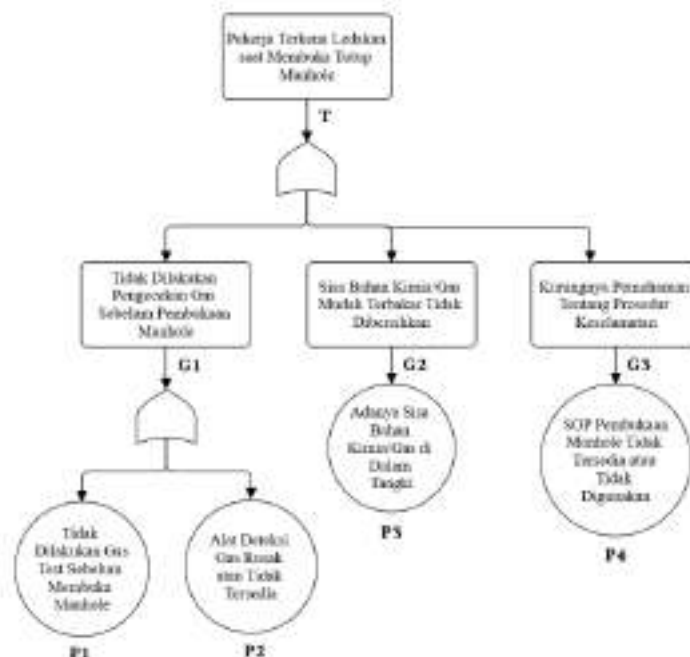 Pekerja Terkena Ledakan
saat Membuka Tutup
Manhole
T
Tidak Dilakukan
Pengecekan Gas
Sebelum Pembukaan
Manhole
G1
Sisa Bahan Kimia/Gas
Mudah Terbakar Tidak
Dibersihkan
G2
Kurangnya Pemahaman
Tentang Prosedur
Keselamatan
G3
Adanya Sisa
Bahan
Kimia/Gas di
Dalam
Tangki
P3
SOP Pembukaan
Manhole Tidak
Tersedia atau
Tidak
Digunakan
P4
Tidak
Dilakukan Gas
Test Sebelum
Membuka
Manhole
P1
Alat Deteksi
Gas Rusak
atau Tidak
Tersedia
P2